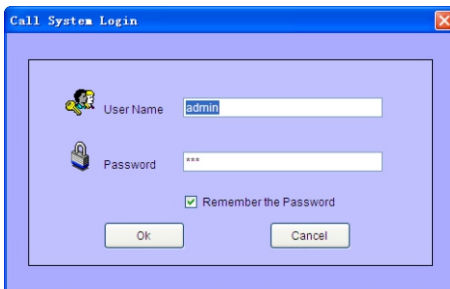 Call System Login
User Name
admin
Password
***
Remember the Password
Ok
Cancel